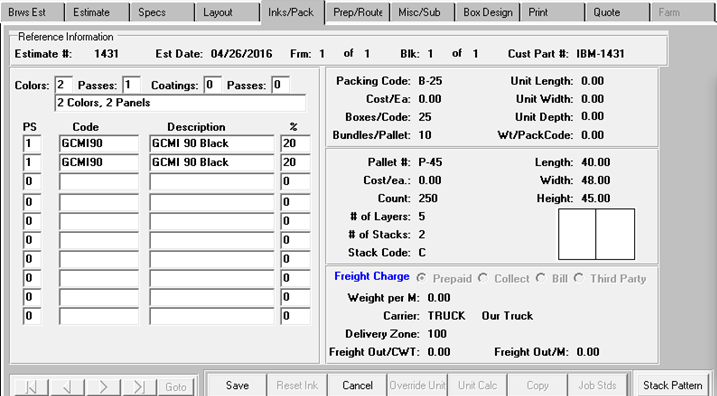 Brws Est Estimate Specs Layout Inks/Pack Prep/Route Misc/Sub Box Design Print Quote Farm
Reference Information
Estimate #: 1431 Est Date: 04/26/2016 Frm: 1 of 1 Blk: 1 of 1 Cust Part #: IBM-1431
Colors: 2 Passes: 1 Coatings: 0 Passes: 0
2 Colors, 2 Panels
PS Code Description %
1 GCMI90 GCMI 90 Black 20
1 GCMI90 GCMI 90 Black 20
0 0
0 0
0 0
0 0
0 0
0 0
0 0
0 0
Packing Code: B-25 Unit Length: 0.00
Cost/Ea: 0.00 Unit Width: 0.00
Boxes/Code: 25 Unit Depth: 0.00
Bundles/Pallet: 10 Wt/PackCode: 0.00
Pallet #: P-45 Length: 40.00
Cost/ea.: 0.00 Width: 48.00
Count: 250 Height: 45.00
# of Layers: 5
# of Stacks: 2
Stack Code: C
Freight Charge Prepaid Collect Bill Third Party
Weight per M: 0.00
Carrier: TRUCK Our Truck
Delivery Zone: 100
Freight Out/CWT: 0.00 Freight Out/M: 0.00
Goto Save Reset Ink Cancel Override Unit Unit Calc Copy Job Stds Stack Pattern